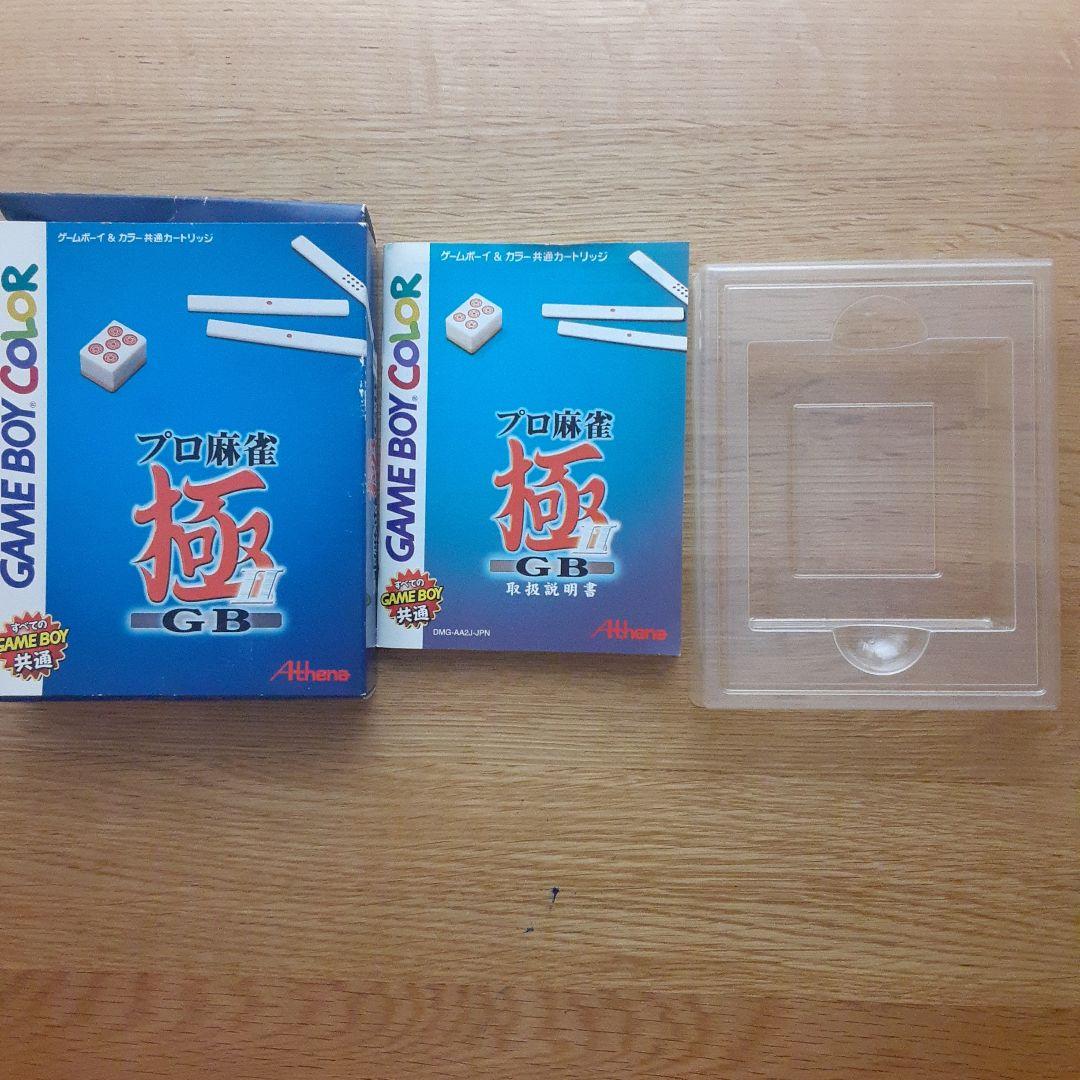 ゲームボーイ & カラー共通カートリッジ
GAME BOY COLOR
プロ麻雀
極
II
GB
すべての
GAME BOY
共通
Athena
ゲームボーイ & カラー共通カートリッジ
GAME BOY COLOR
プロ麻雀
極
II
GB
取扱説明書
すべての
GAME BOY
共通
DMG-AA2J-JPN
Athena